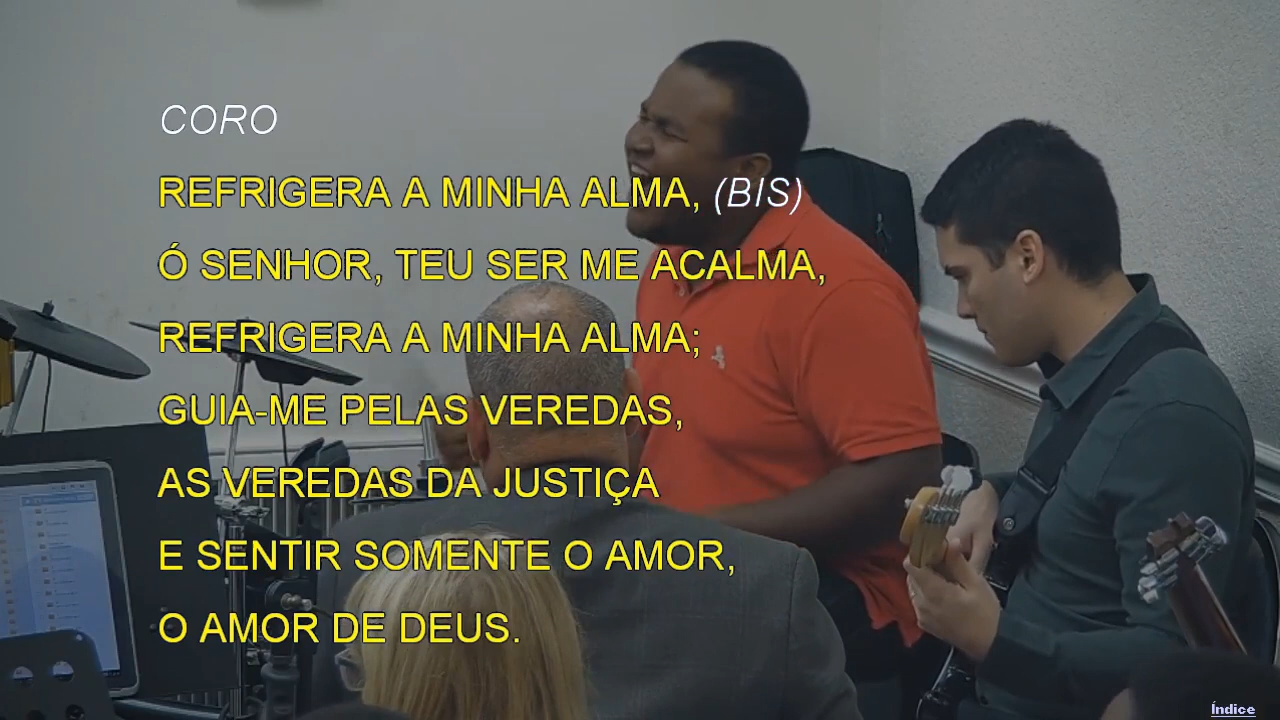 CORO
REFRIGERA A MINHA ALMA, (BIS)
Ó SENHOR, TEU SER ME ACALMA,
REFRIGERA A MINHA ALMA;
GUIA-ME PELAS VEREDAS,
AS VEREDAS DA JUSTIÇA
E SENTIR SOMENTE O AMOR,
O AMOR DE DEUS.
Índice